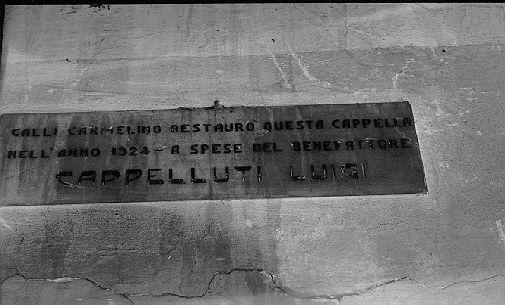 GALLI CARMELINO RESTAURÒ QUESTA CAPPELLA
NELL'ANNO 1924 - A SPESE DEL BENEFATTORE
CAPPELLUTI LUIGI